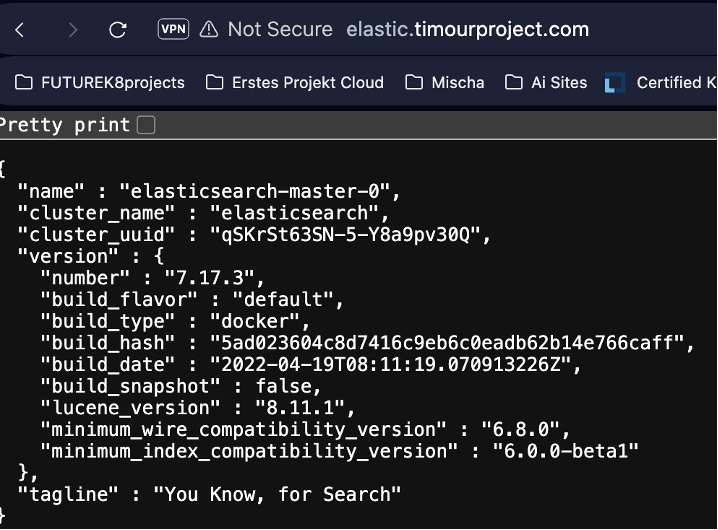 VPN Not Secure elastic.timourproject.com
FUTUREK8projects Erstes Projekt Cloud Mischa Ai Sites Certified K
Pretty print
{
"name" : "elasticsearch-master-0",
"cluster_name" : "elasticsearch",
"cluster_uuid" : "qSKrSt63SN-5-Y8a9pv30Q",
"version" : {
"number" : "7.17.3",
"build_flavor" : "default",
"build_type" : "docker",
"build_hash" : "5ad023604c8d7416c9eb6c0eadb62b14e766caff",
"build_date" : "2022-04-19T08:11:19.070913226Z",
"build_snapshot" : false,
"lucene_version" : "8.11.1",
"minimum_wire_compatibility_version" : "6.8.0",
"minimum_index_compatibility_version" : "6.0.0-beta1"
},
"tagline" : "You Know, for Search"
}